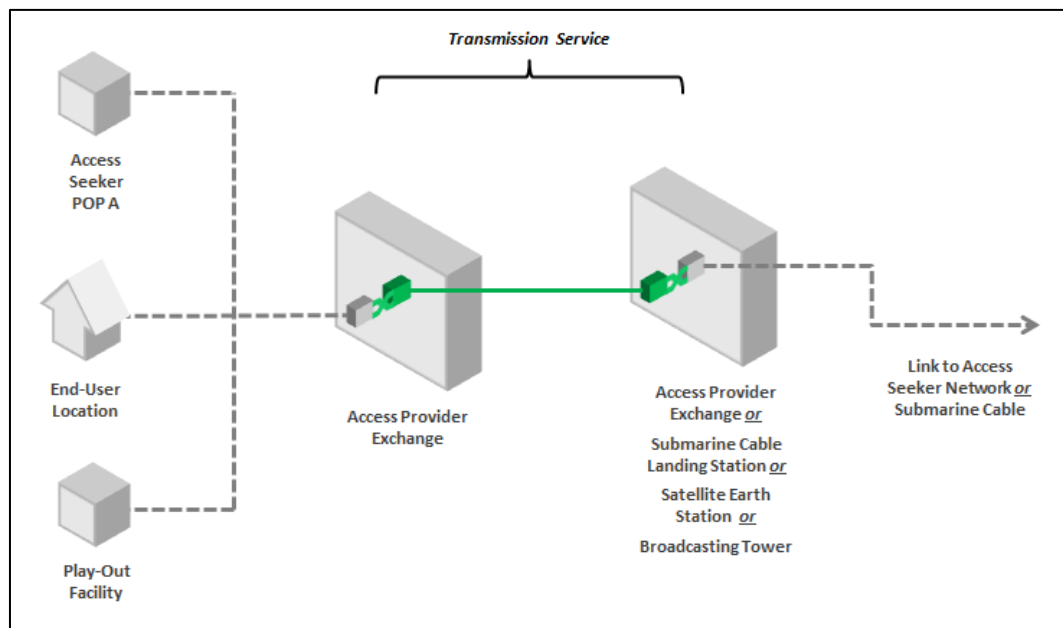 Transmission Service
Access
Seeker
POP A
End-User
Location
Play-Out
Facility
Access Provider
Exchange
Access Provider
Exchange or
Submarine Cable
Landing Station or
Satellite Earth
Station or
Broadcasting Tower
Link to Access
Seeker Network or
Submarine Cable